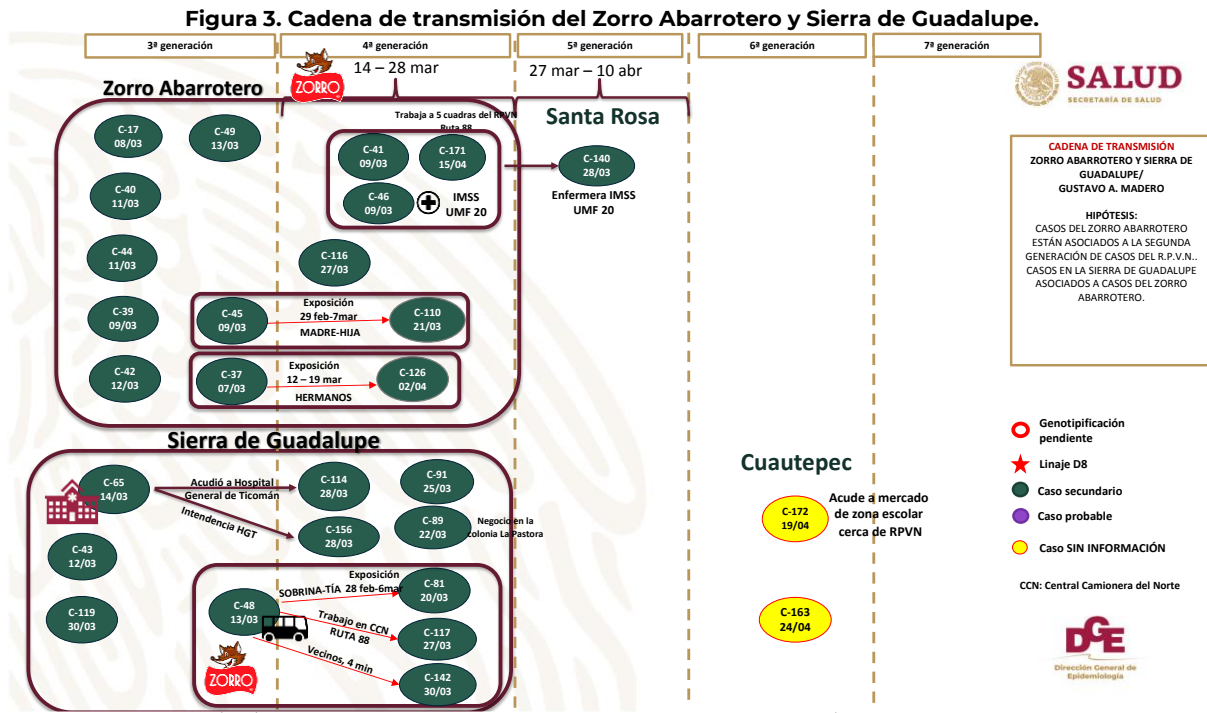 Figura 3. Cadena de transmisión del Zorro Abarrotero y Sierra de Guadalupe.
3ª generación
4ª generación
5ª generación
6ª generación
7ª generación
14 – 28 mar
27 mar – 10 abr
ZORRO
Zorro Abarrotero
Santa Rosa
SALUD
SECRETARÍA DE SALUD
C-17
08/03
C-49
13/03
C-40
11/03
C-44
11/03
C-39
09/03
C-42
12/03
Trabaja a 5 cuadras del RPVN
Ruta 88
C-41
09/03
C-171
15/04
C-46
09/03
IMSS
UMF 20
C-140
28/03
Enfermera IMSS
UMF 20
C-116
27/03
C-45
09/03
Exposición
29 feb-7mar
MADRE-HIJA
C-110
21/03
C-37
07/03
Exposición
12 – 19 mar
HERMANOS
C-126
02/04
CADENA DE TRANSMISIÓN
ZORRO ABARROTERO Y SIERRA DE
GUADALUPE/
GUSTAVO A. MADERO
HIPÓTESIS:
CASOS DEL ZORRO ABARROTERO
ESTÁN ASOCIADOS A LA SEGUNDA
GENERACIÓN DE CASOS DEL R.P.V.N..
CASOS EN LA SIERRA DE GUADALUPE
ASOCIADOS A CASOS DEL ZORRO
ABARROTERO.
Sierra de Guadalupe
C-65
14/03
Acudió a Hospital
General de Ticomán
Intendencia HGT
C-114
28/03
C-156
28/03
C-91
25/03
C-89
22/03
Negocio en la
colonia La Pastora
C-43
12/03
C-119
30/03
C-48
13/03
ZORRO
Exposición
SOBRINA-TÍA 28 feb-6mar
C-81
20/03
Trabajo en CCN
RUTA 88
C-117
27/03
Vecinos, 4 min
C-142
30/03
Cuautepec
C-172
19/04
Acude a mercado
de zona escolar
cerca de RPVN
C-163
24/04
Genotipificación
pendiente
Linaje D8
Caso secundario
Caso probable
Caso SIN INFORMACIÓN
CCN: Central Camionera del Norte
DGE
Dirección General de
Epidemiología